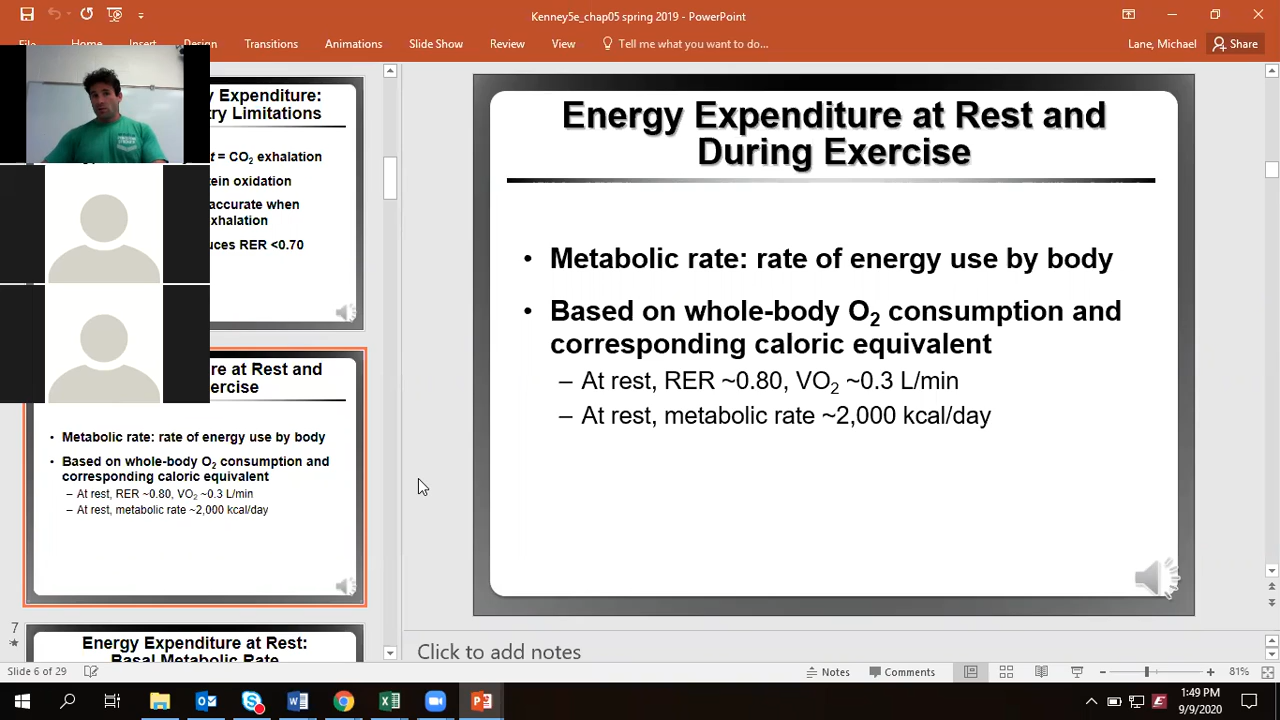 Kenney5e_chap05 spring 2019 - PowerPoint
File Home Insert Design Transitions Animations Slide Show Review View Tell me what you want to do...
Lane, Michael Share
y Expenditure:
try Limitations
t = CO2 exhalation
tein oxidation
accurate when
exhalation
uces RER <0.70
re at Rest and
xercise
• Metabolic rate: rate of energy use by body
• Based on whole-body O2 consumption and
corresponding caloric equivalent
– At rest, RER ~0.80, VO2 ~0.3 L/min
– At rest, metabolic rate ~2,000 kcal/day
7
Energy Expenditure at Rest:
Basal Metabolic Rate
Energy Expenditure at Rest and
During Exercise
• Metabolic rate: rate of energy use by body
• Based on whole-body O2 consumption and
corresponding caloric equivalent
– At rest, RER ~0.80, VO2 ~0.3 L/min
– At rest, metabolic rate ~2,000 kcal/day
Click to add notes
Slide 6 of 29 Notes Comments 81%
1:49 PM
9/9/2020